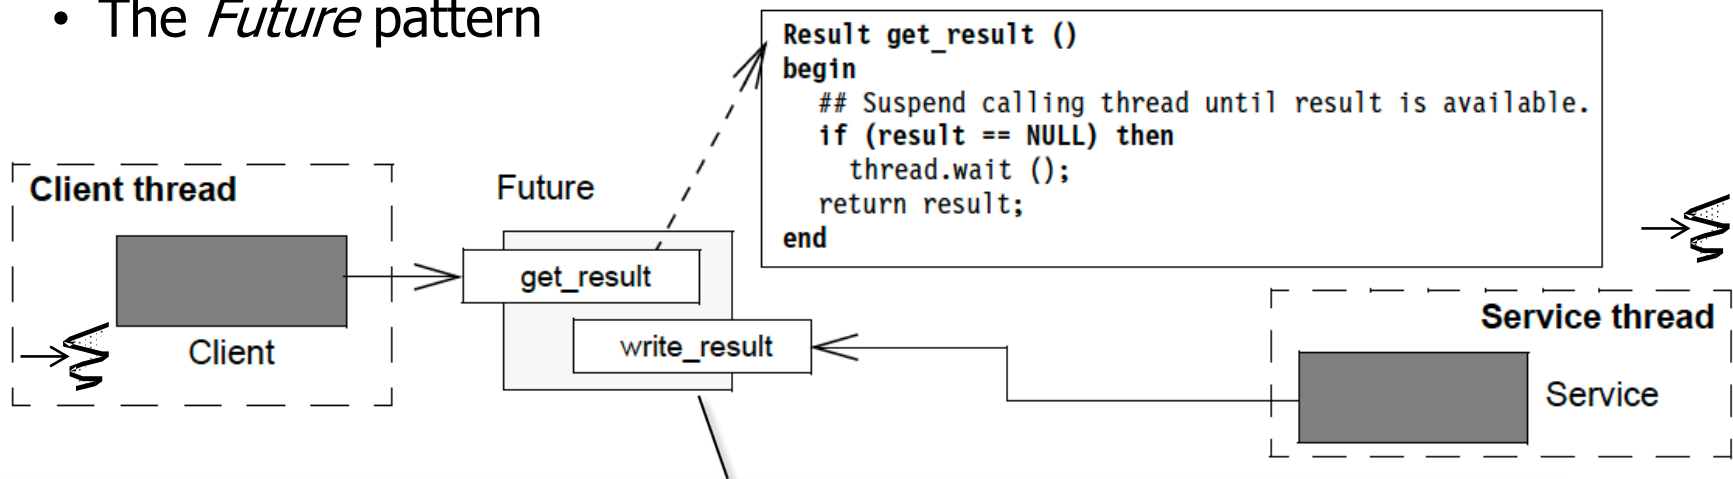 • The Future pattern
Result get_result ()
begin
## Suspend calling thread until result is available.
if (result == NULL) then
thread.wait ();
return result;
end
Client thread
Client
Future
get_result
write_result
Service thread
Service